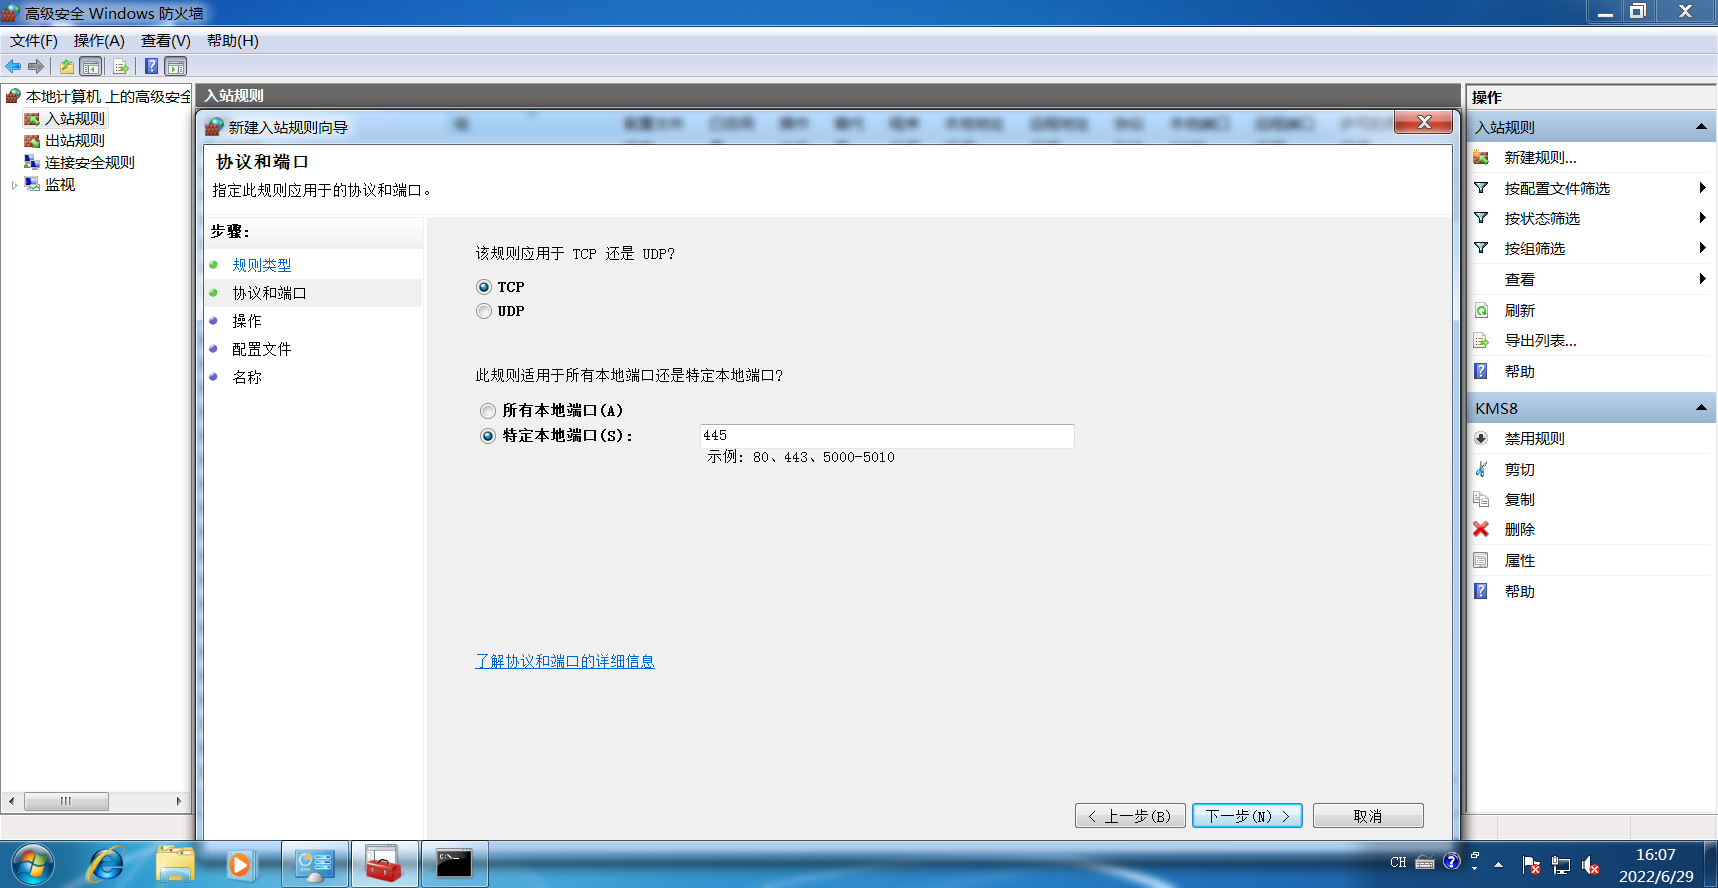 高级安全 Windows 防火墙
文件(F) 操作(A) 查看(V) 帮助(H)
本地计算机 上的高级安全
入站规则
出站规则
连接安全规则
监视
入站规则
新建入站规则向导
协议和端口
指定此规则应用于的协议和端口。
步骤:
规则类型
协议和端口
操作
配置文件
名称
该规则应用于 TCP 还是 UDP?
TCP
UDP
此规则适用于所有本地端口还是特定本地端口?
所有本地端口(A)
特定本地端口(S): 445
示例: 80、443、5000-5010
了解协议和端口的详细信息
< 上一步(B) 下一步(N) > 取消
操作
入站规则
新建规则...
按配置文件筛选
按状态筛选
按组筛选
查看
刷新
导出列表...
帮助
KMS8
禁用规则
剪切
复制
删除
属性
帮助
CH
16:07
2022/6/29